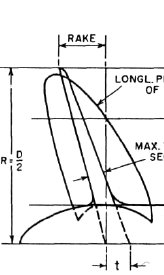 RAKE
LONGL. P
OF
R = D/2
MAX.
SE
t